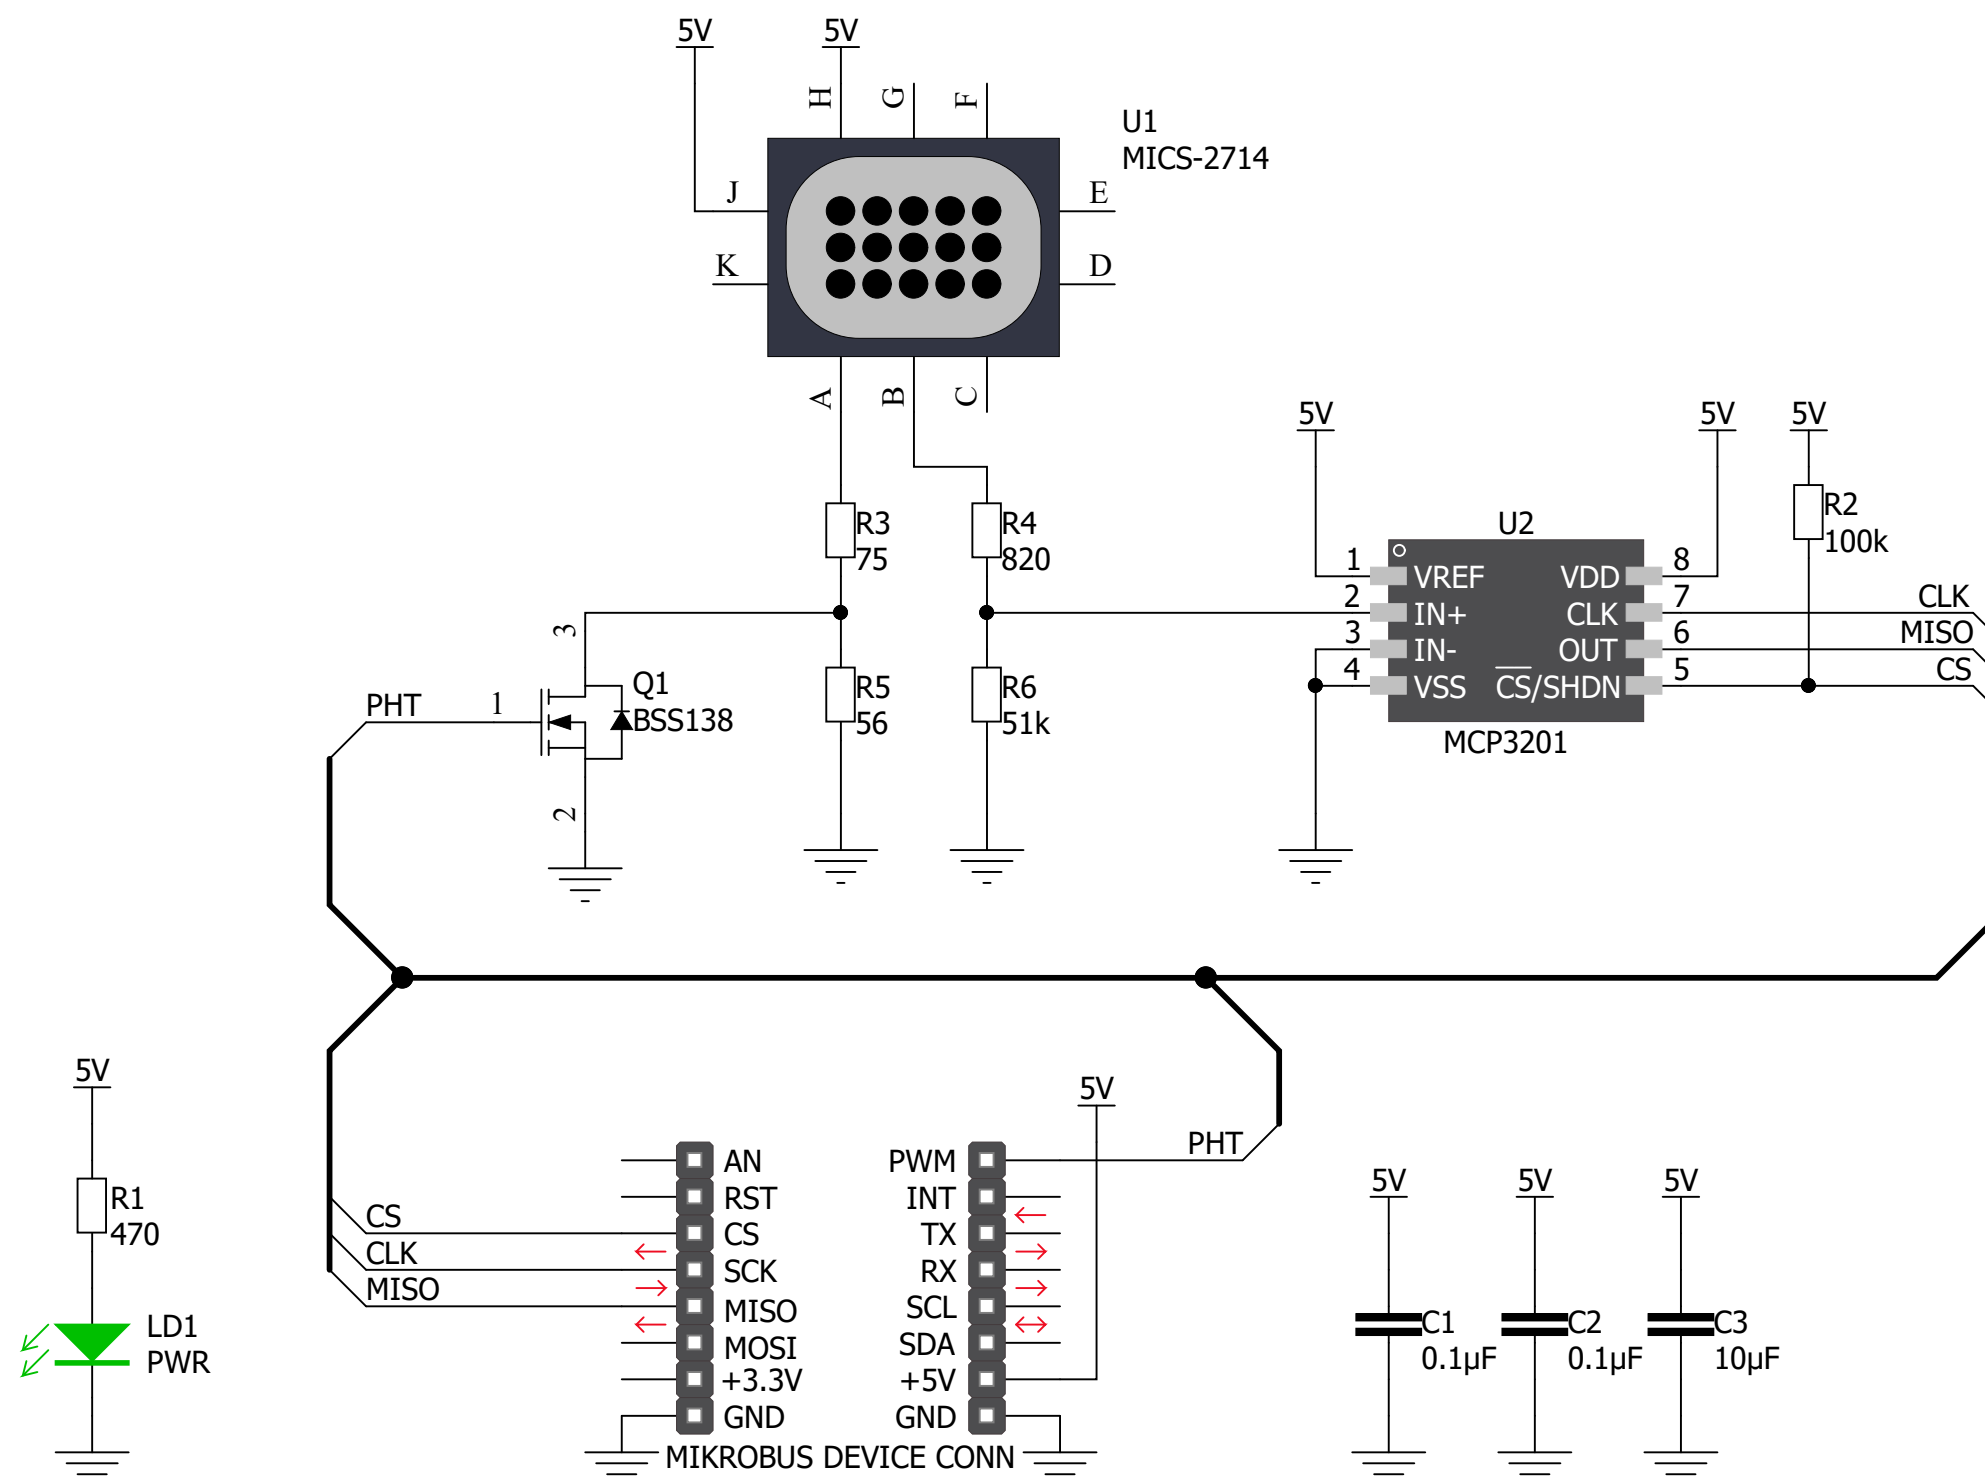 5V
5V
H
G
F
U1
MICS-2714
J
E
K
D
A
B
C
5V
5V
5V
R3
75
R4
820
U2
R2
100k
1
VREF
VDD
8
2
IN+
CLK
7
CLK
3
IN-
OUT
6
MISO
4
VSS
CS/SHDN
5
CS
MCP3201
3
PHT
1
Q1
BSS138
2
R5
56
R6
51k
5V
R1
470
LD1
PWR
5V
PHT
AN
PWM
RST
INT
CS
CS
TX
CLK
SCK
RX
MISO
MISO
SCL
MOSI
SDA
+3.3V
+5V
GND
GND
MIKROBUS DEVICE CONN
5V
5V
5V
C1
0.1µF
C2
0.1µF
C3
10µF